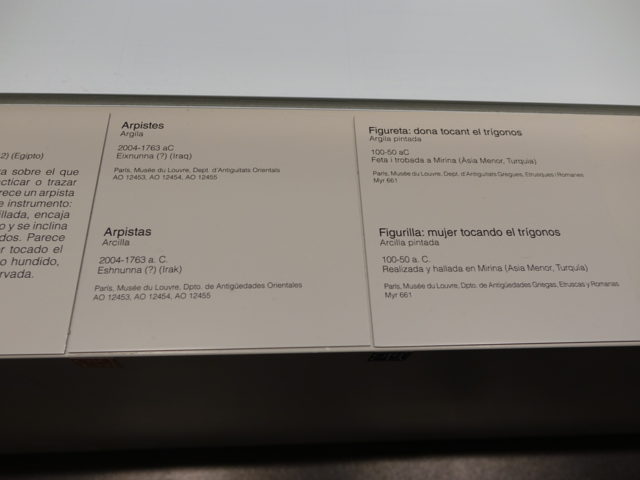 2) (Egipto)
a sobre el que
cticar o trazar
rece un arpista
e instrumento:
illada, encaja
o y se inclina
dos. Parece
r tocado el
o hundido,
rvada.
Arpistes
Argila
2004-1763 aC
Eixnunna (?) (Iraq)
París, Musée du Louvre, Dept. d'Antiguitats Orientals
AO 12453, AO 12454, AO 12455
Arpistas
Arcilla
2004-1763 a. C.
Eshnunna (?) (Irak)
París, Musée du Louvre, Dpto. de Antigüedades Orientales
AO 12453, AO 12454, AO 12455
Figureta: dona tocant el trígonos
Argila pintada
100-50 aC
Feta i trobada a Mirina (Àsia Menor, Turquia)
París, Musée du Louvre, Dept. d'Antiguitats Gregues, Etrusques i Romanes
Myr 661
Figurilla: mujer tocando el trígonos
Arcilla pintada
100-50 a. C.
Realizada y hallada en Mirina (Asia Menor, Turquía)
París, Musée du Louvre, Dpto. de Antigüedades Griegas, Etruscas y Romanas
Myr 661